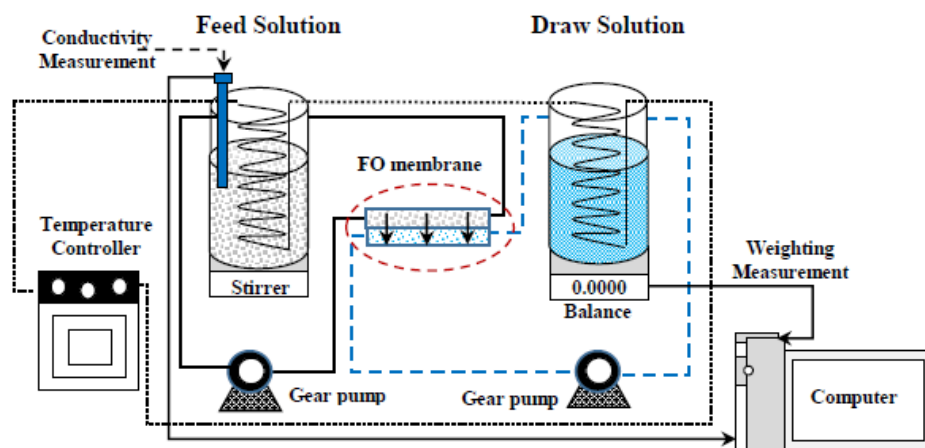 Feed Solution
Draw Solution
Conductivity
Measurement
FO membrane
Temperature
Controller
Weighting
Measurement
Stirrer
0.0000
Balance
Gear pump
Gear pump
Computer